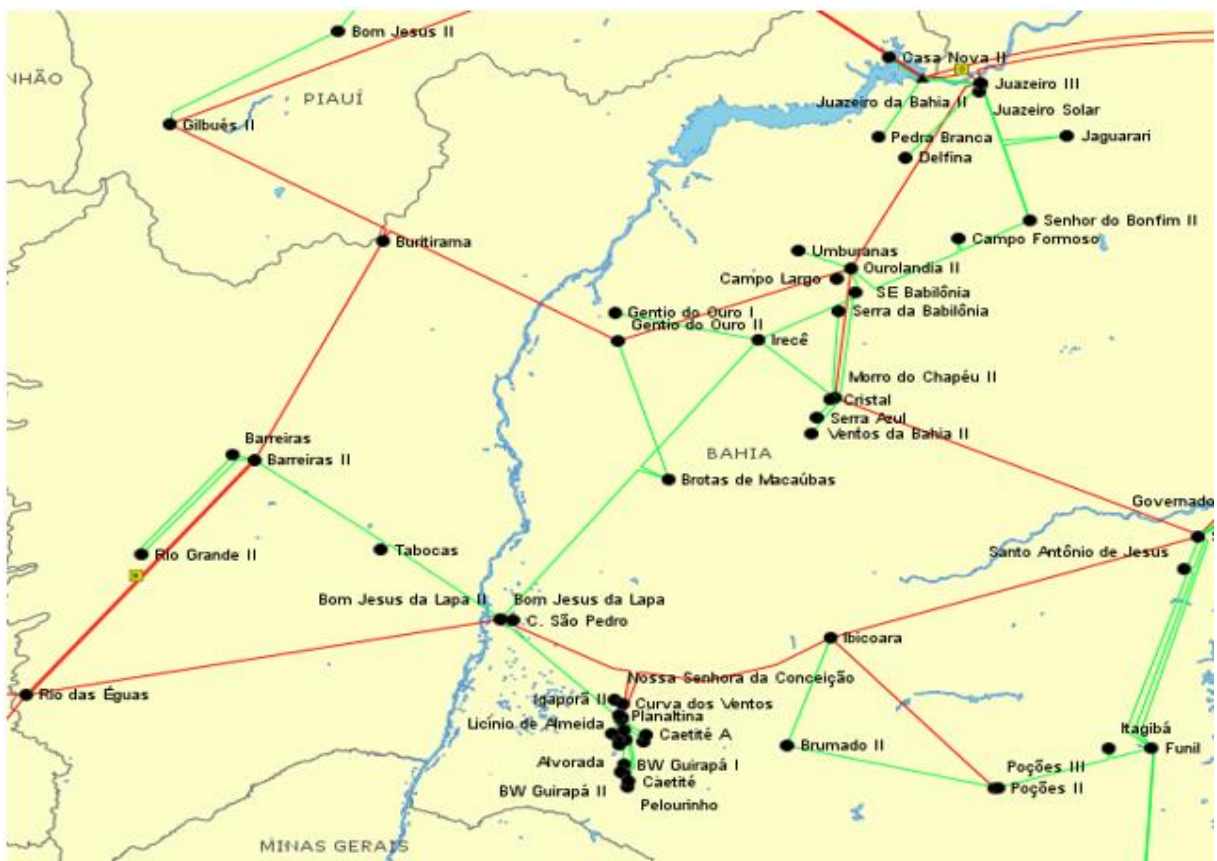 Bom Jesus II
NHÃO
PIAUÍ
Casa Nova II
Juazeiro III
Juazeiro da Bahia II
Juazeiro Solar
Gilbués II
Pedra Branca
Jaguarari
Delfina
Senhor do Bonfim II
Buritirama
Umburanas
Campo Formoso
Ourolandia II
Campo Largo
SE Babilônia
Gentio do Ouro I
Serra da Babilônia
Gentio do Ouro II
Irecê
Morro do Chapéu II
Cristal
Serra Azul
Ventos da Bahia II
Barreiras
Barreiras II
BAHIA
Brotas de Macaúbas
Governado
S
Rio Grande II
Tabocas
Santo Antônio de Jesus
Bom Jesus da Lapa II
Bom Jesus da Lapa
C. São Pedro
Ibicoara
Nossa Senhora da Conceição
Rio das Éguas
Igaporã II
Curva dos Ventos
Planaltina
Licínio de Almeida
Caetité A
Itagibá
Brumado II
Funil
Alvorada
BW Guirapá I
Poções III
Caetité
BW Guirapá II
Poções II
Pelourinho
MINAS GERAIS